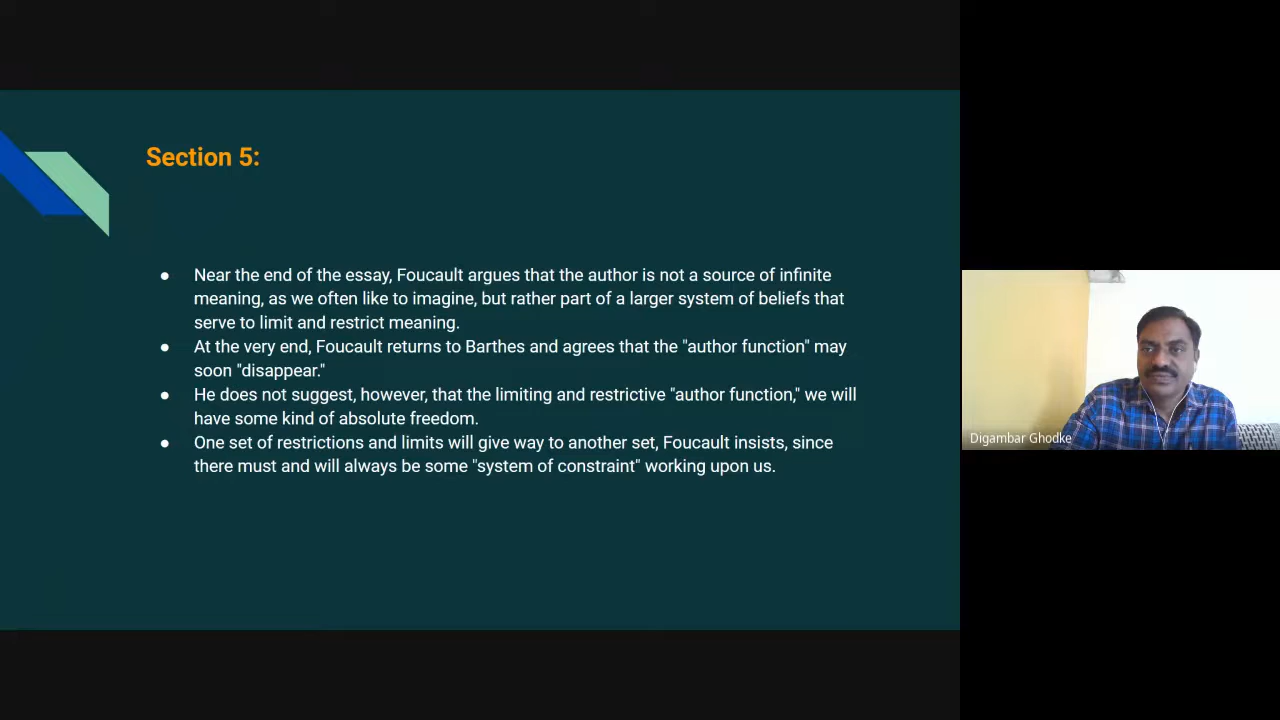 Section 5:
● Near the end of the essay, Foucault argues that the author is not a source of infinite
meaning, as we often like to imagine, but rather part of a larger system of beliefs that
serve to limit and restrict meaning.
● At the very end, Foucault returns to Barthes and agrees that the "author function" may
soon "disappear."
● He does not suggest, however, that the limiting and restrictive "author function," we will
have some kind of absolute freedom.
● One set of restrictions and limits will give way to another set, Foucault insists, since
there must and will always be some "system of constraint" working upon us.
Digambar Ghodke